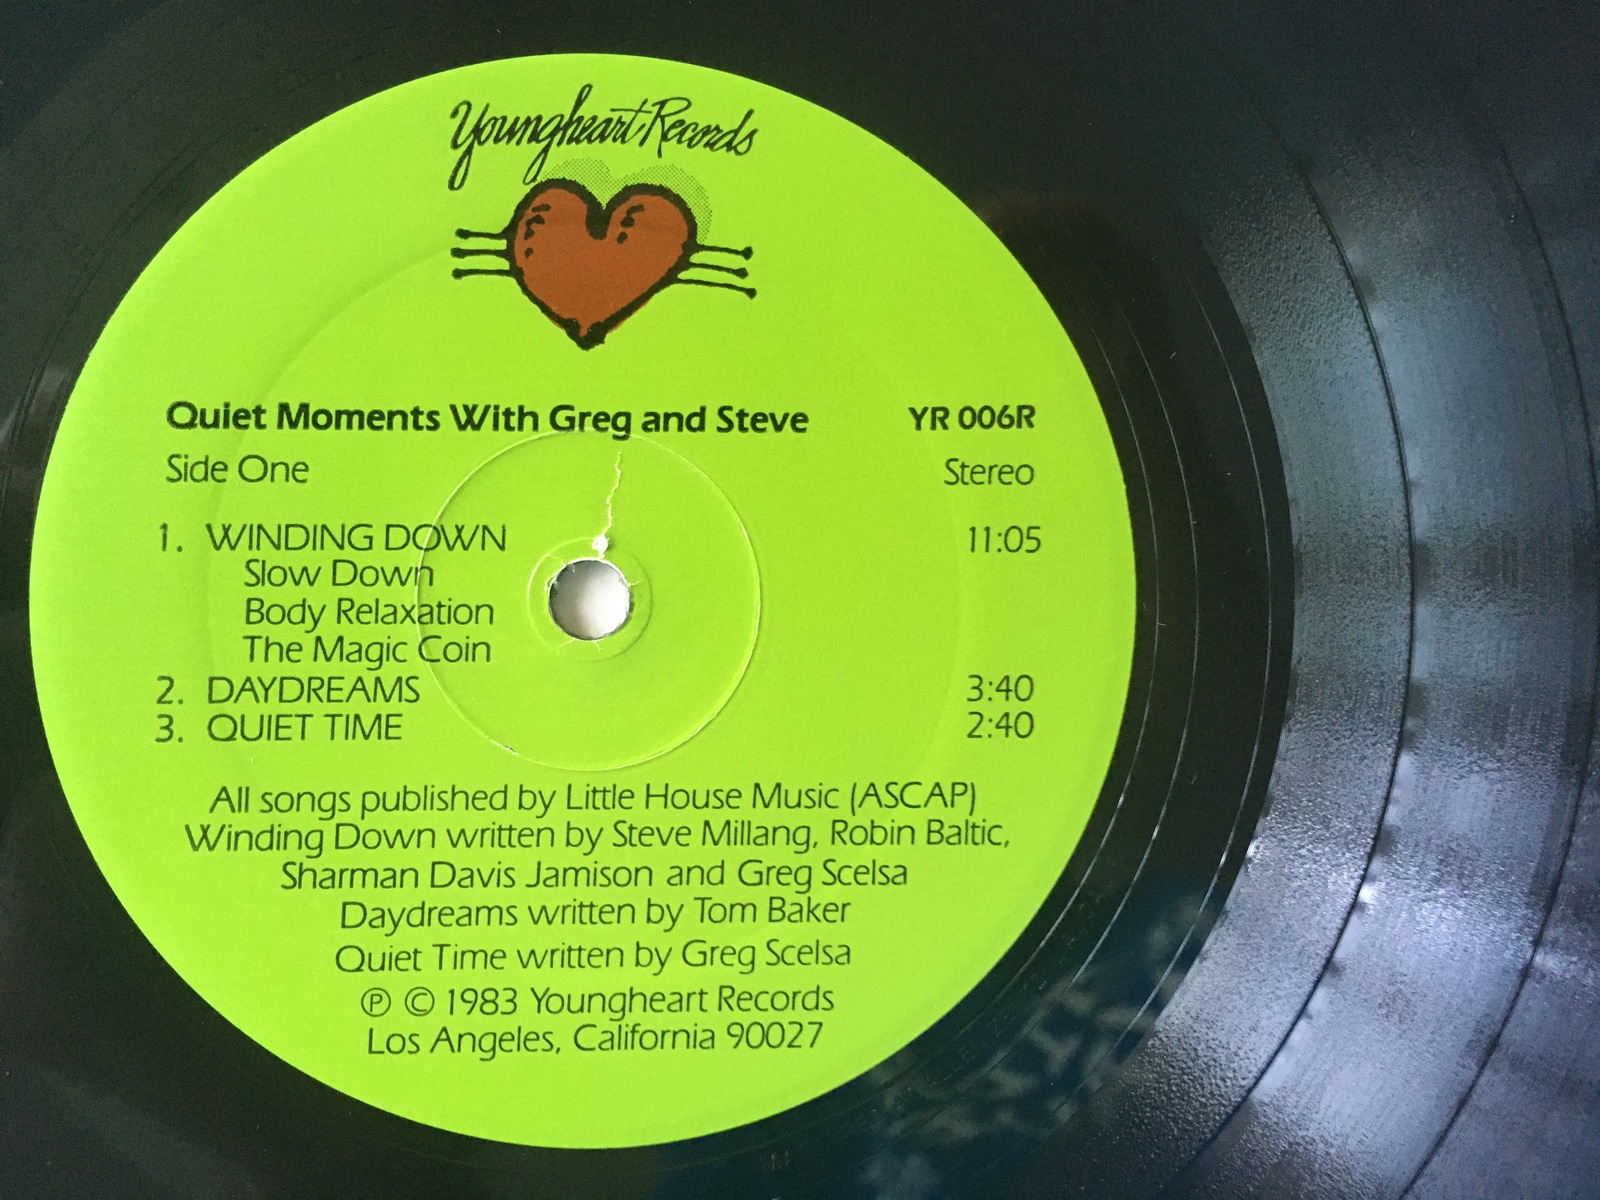 Youngheart Records
Quiet Moments With Greg and Steve YR 006R
Side One Stereo
1. WINDING DOWN 11:05
Slow Down
Body Relaxation
The Magic Coin
2. DAYDREAMS 3:40
3. QUIET TIME 2:40
All songs published by Little House Music (ASCAP)
Winding Down written by Steve Millang, Robin Baltic,
Sharman Davis Jamison and Greg Scelsa
Daydreams written by Tom Baker
Quiet Time written by Greg Scelsa
℗ © 1983 Youngheart Records
Los Angeles, California 90027